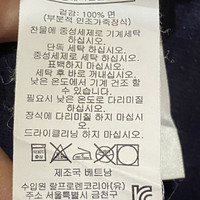 겉감: 100% 면
(부분적 인조가죽장식)
찬물에 중성세제로 기계세탁
하십시오.
단독 세탁 하십시오.
중성세제로 세탁 하십시오.
표백하지 마십시오.
세탁 후 바로 꺼내십시오.
낮은 온도에서 기계 건조 할
수 있습니다.
필요시 낮은 온도로 다리미질
하십시오.
장식에 다리미질 하지
마십시오.
드라이클리닝 하지 마십시오.
제조국 베트남
수입원 랄프로렌코리아(유)
주소 서울특별시 금천구